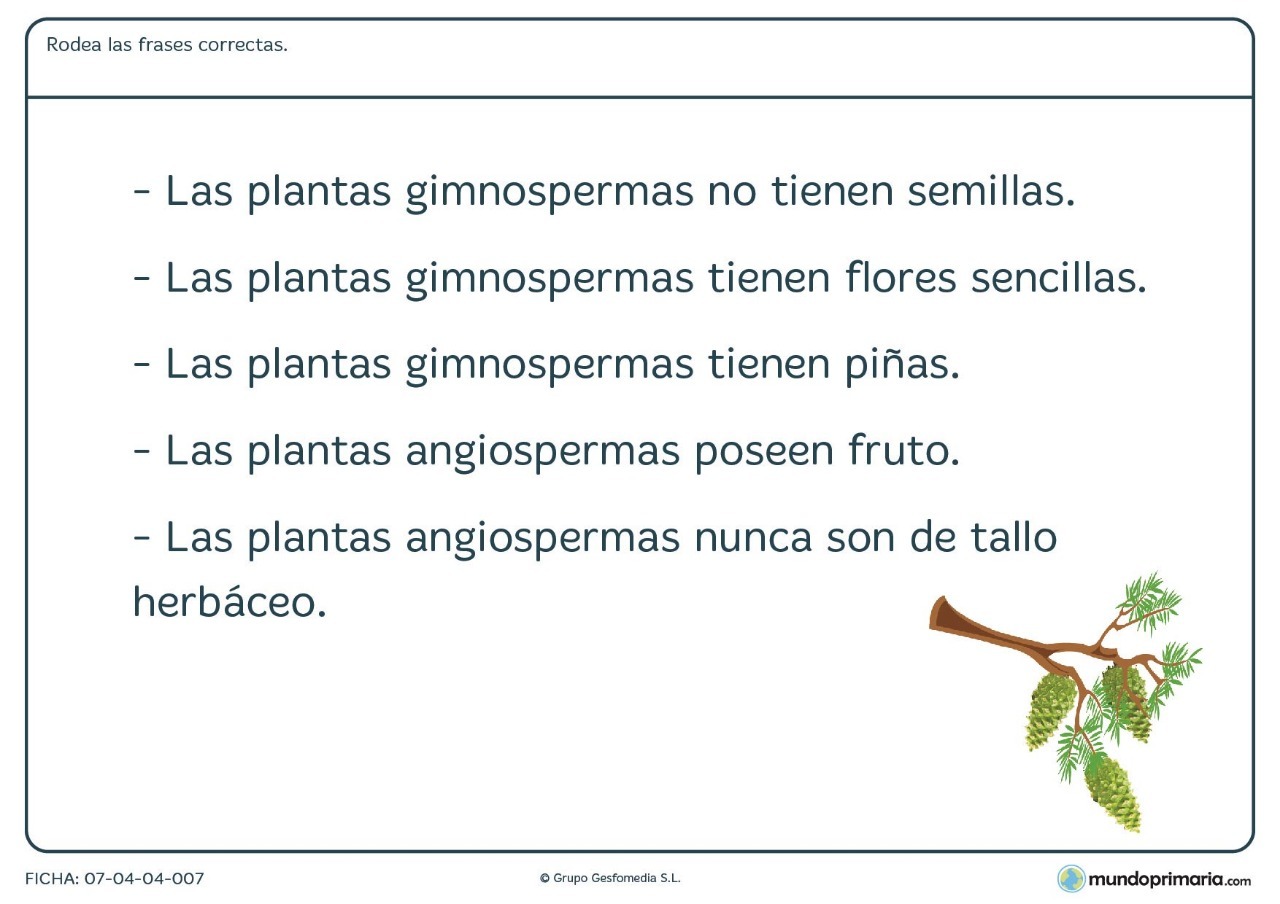 Rodea las frases correctas.
- Las plantas gimnospermas no tienen semillas.
- Las plantas gimnospermas tienen flores sencillas.
- Las plantas gimnospermas tienen piñas.
- Las plantas angiospermas poseen fruto.
- Las plantas angiospermas nunca son de tallo
herbáceo.
FICHA: 07-04-04-007
© Grupo Gesfomedia S.L.
mundoprimaria.com